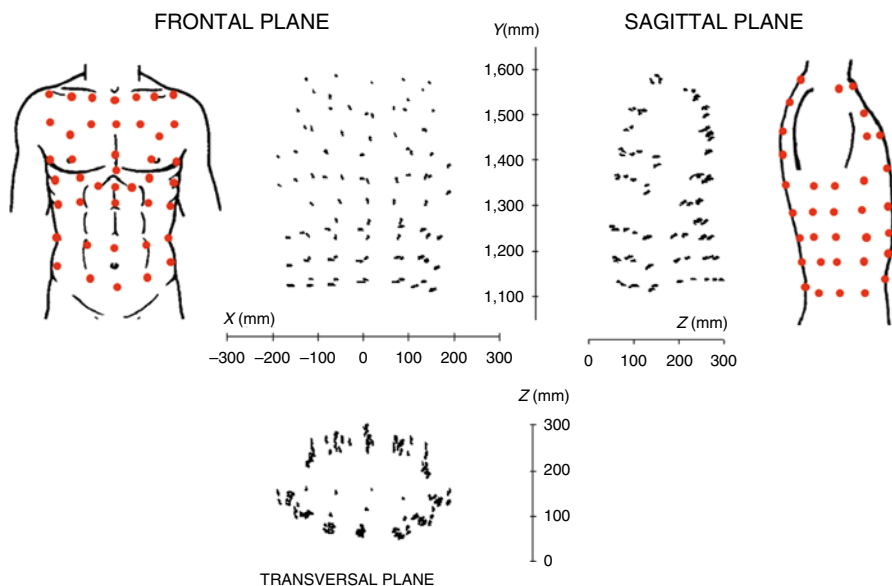 FRONTAL PLANE
Y(mm)
SAGITTAL PLANE
1,600
1,500
1,400
1,300
1,200
1,100
X (mm)
–300 –200 –100 0 100 200 300
Z (mm)
0 100 200 300
Z (mm)
300
200
100
0
TRANSVERSAL PLANE